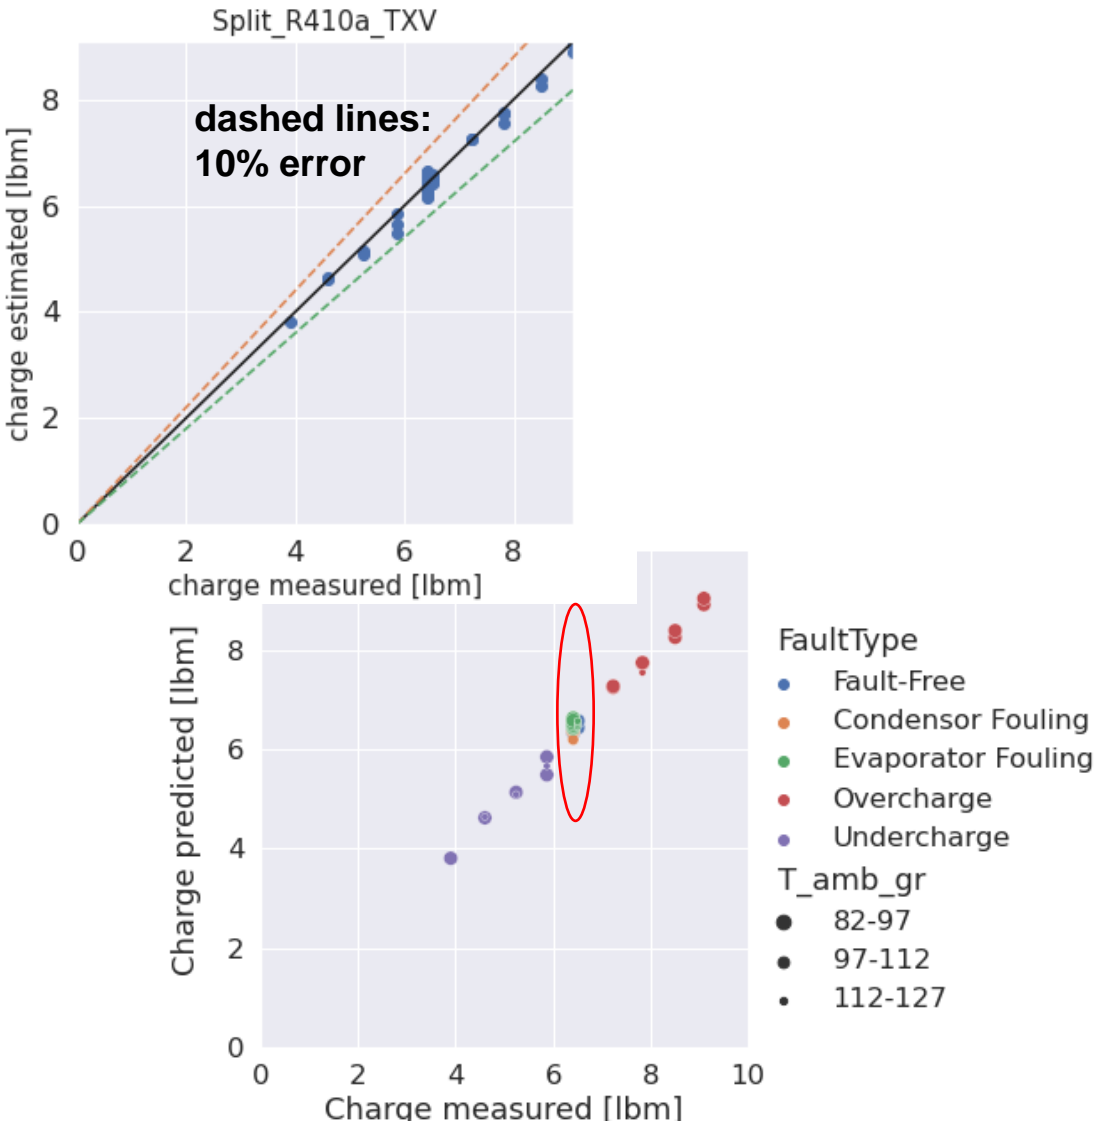 Split_R410a_TXV
dashed lines:
10% error
charge estimated [lbm]
8
6
4
2
0
0 2 4 6 8
charge measured [lbm]
Charge predicted [lbm]
8
6
4
2
0
0 2 4 6 8 10
Charge measured [lbm]
FaultType
Fault-Free
Condensor Fouling
Evaporator Fouling
Overcharge
Undercharge
T_amb_gr
82-97
97-112
112-127